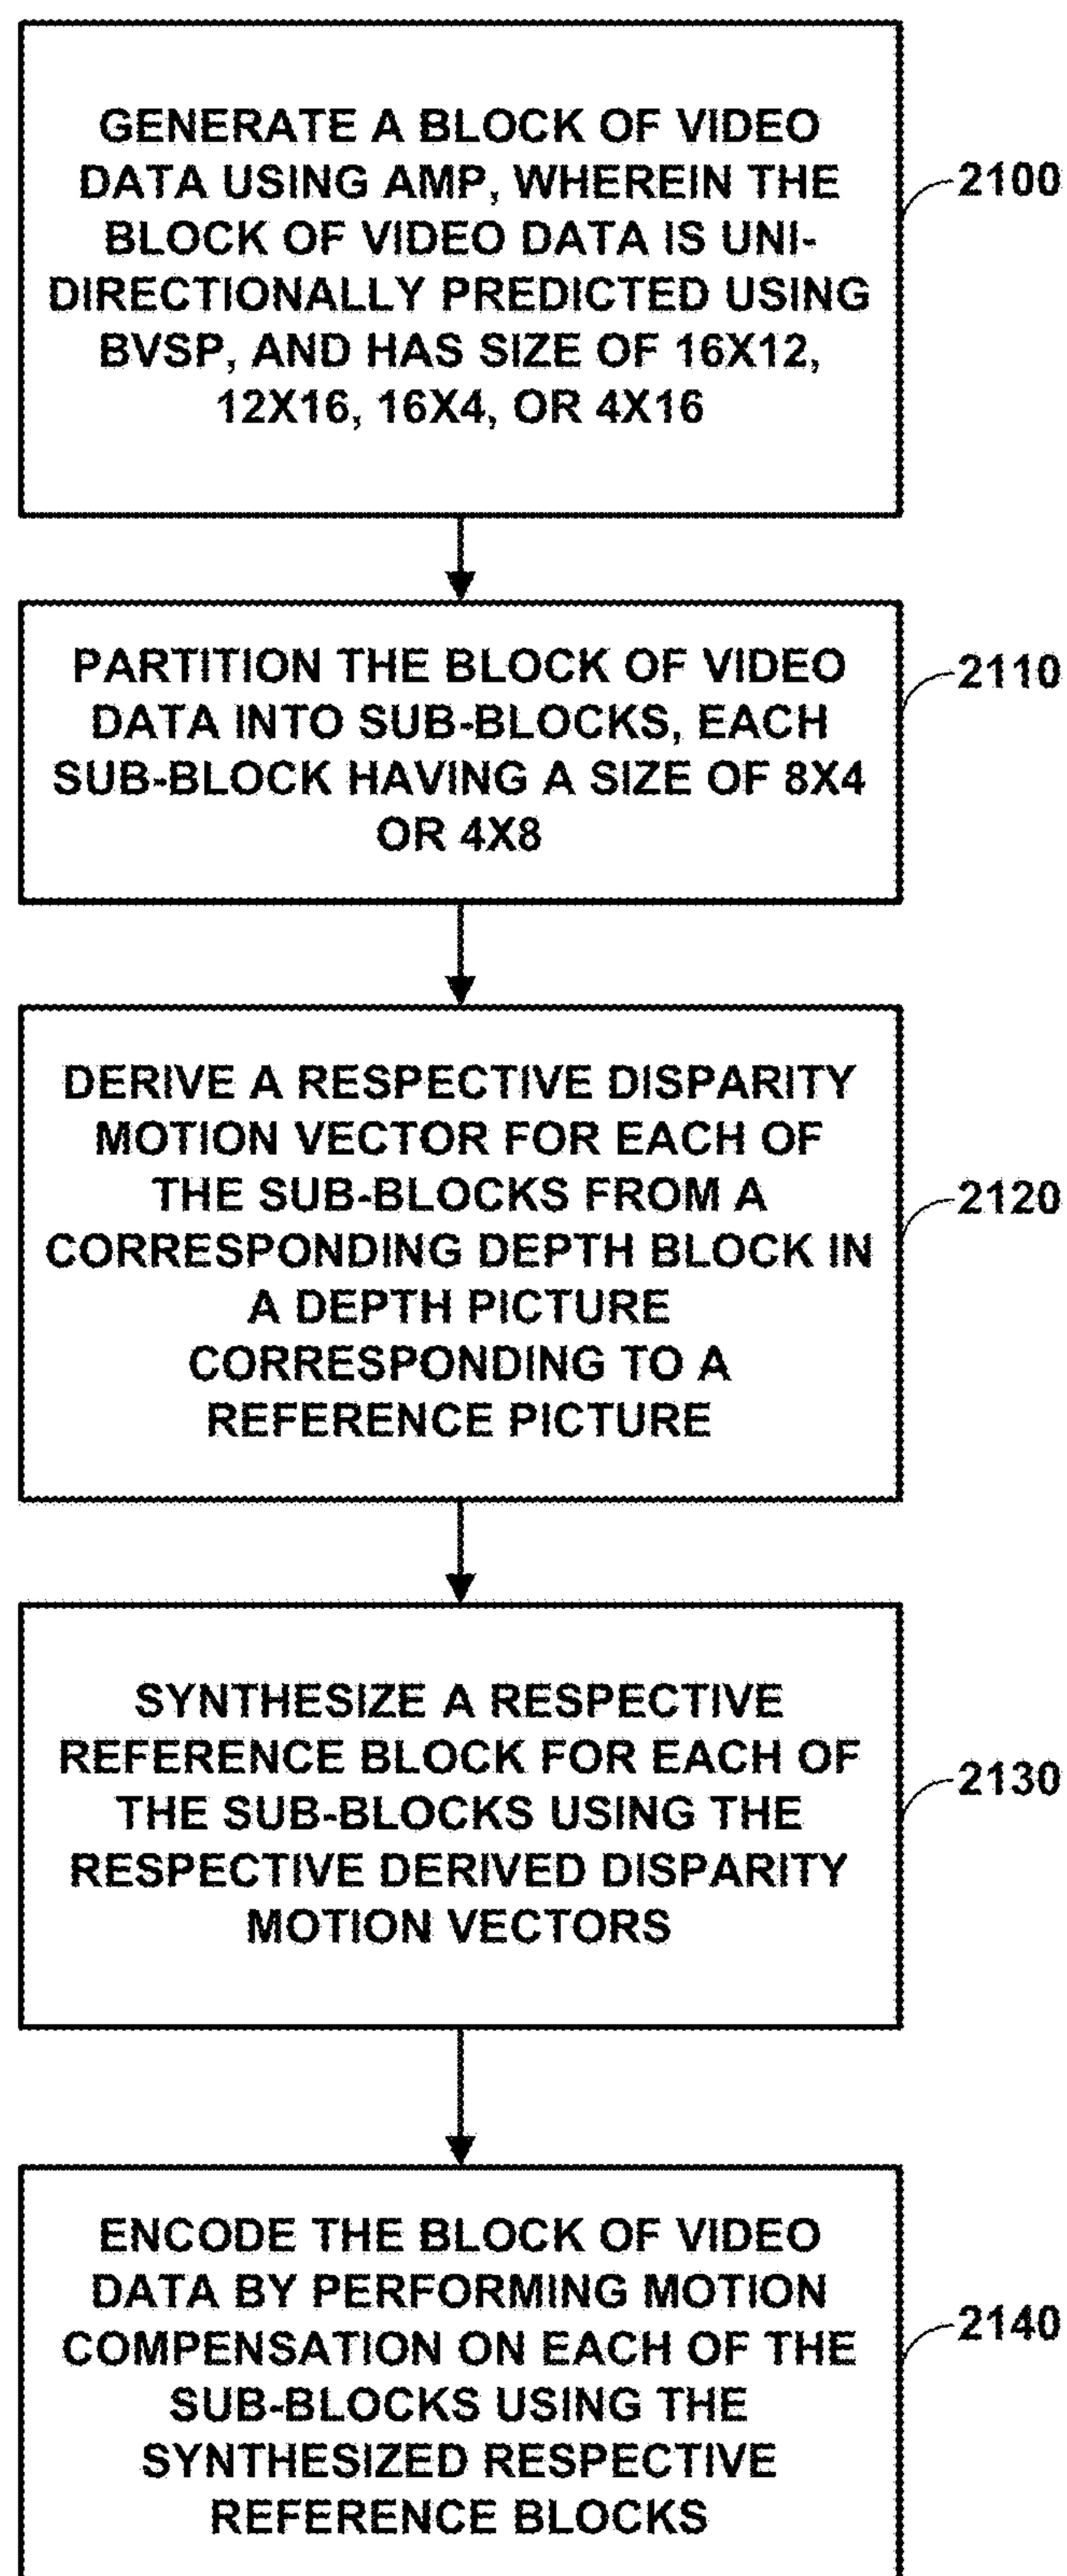 GENERATE A BLOCK OF VIDEO
DATA USING AMP, WHEREIN THE
BLOCK OF VIDEO DATA IS UNI-
DIRECTIONALLY PREDICTED USING
BVSP, AND HAS SIZE OF 16X12,
12X16, 16X4, OR 4X16
2100
PARTITION THE BLOCK OF VIDEO
DATA INTO SUB-BLOCKS, EACH
SUB-BLOCK HAVING A SIZE OF 8X4
OR 4X8
2110
DERIVE A RESPECTIVE DISPARITY
MOTION VECTOR FOR EACH OF
THE SUB-BLOCKS FROM A
CORRESPONDING DEPTH BLOCK IN
A DEPTH PICTURE
CORRESPONDING TO A
REFERENCE PICTURE
2120
SYNTHESIZE A RESPECTIVE
REFERENCE BLOCK FOR EACH OF
THE SUB-BLOCKS USING THE
RESPECTIVE DERIVED DISPARITY
MOTION VECTORS
2130
ENCODE THE BLOCK OF VIDEO
DATA BY PERFORMING MOTION
COMPENSATION ON EACH OF THE
SUB-BLOCKS USING THE
SYNTHESIZED RESPECTIVE
REFERENCE BLOCKS
2140